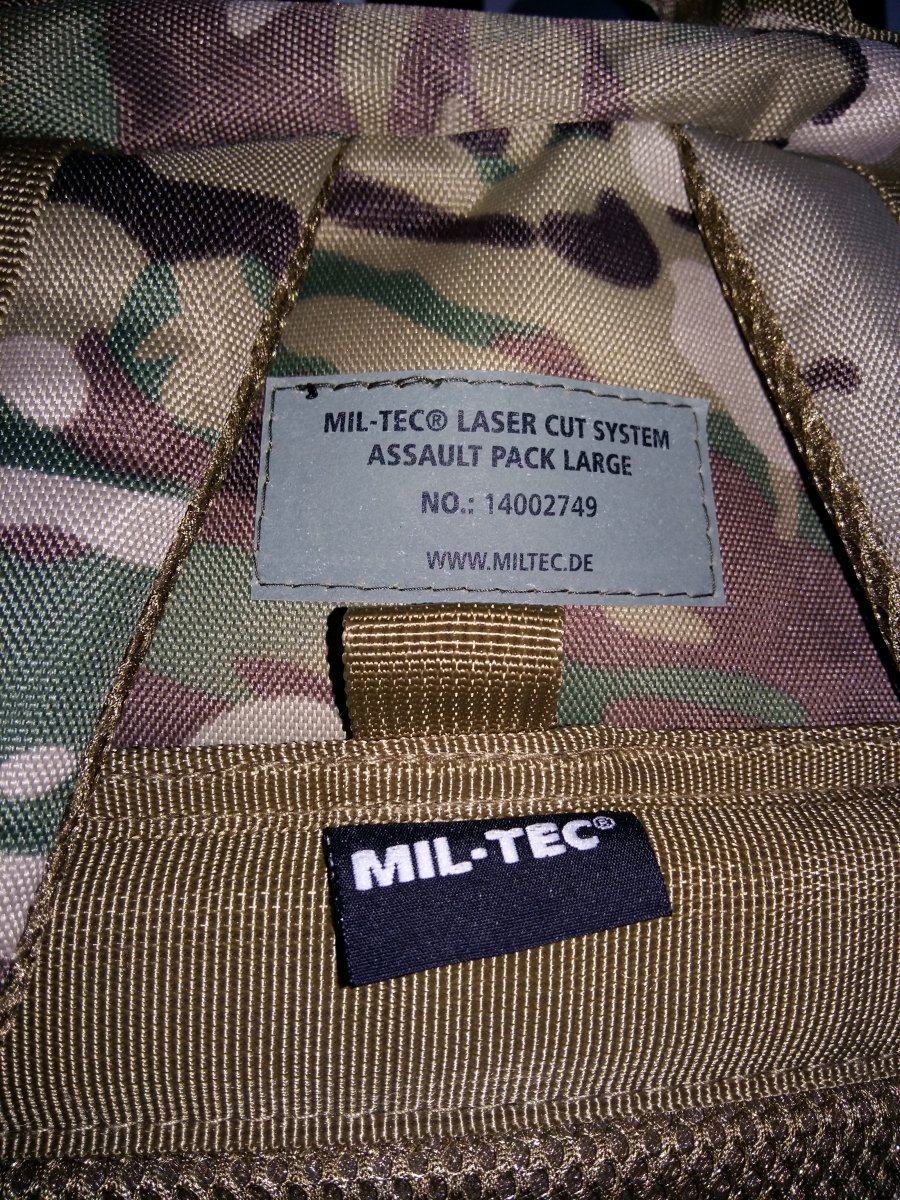 MIL-TEC® LASER CUT SYSTEM
ASSAULT PACK LARGE
NO.: 14002749
WWW.MILTEC.DE
MIL-TEC®